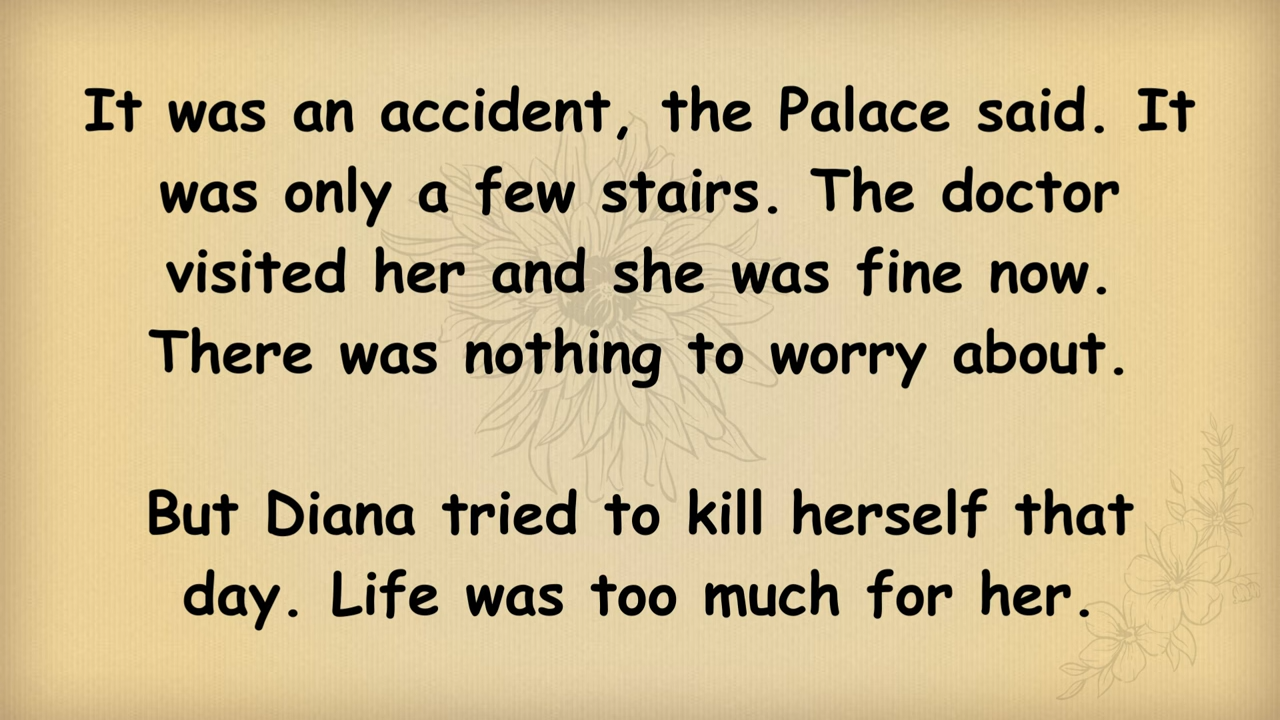 It was an accident, the Palace said. It
was only a few stairs. The doctor
visited her and she was fine now.
There was nothing to worry about.
But Diana tried to kill herself that
day. Life was too much for her.